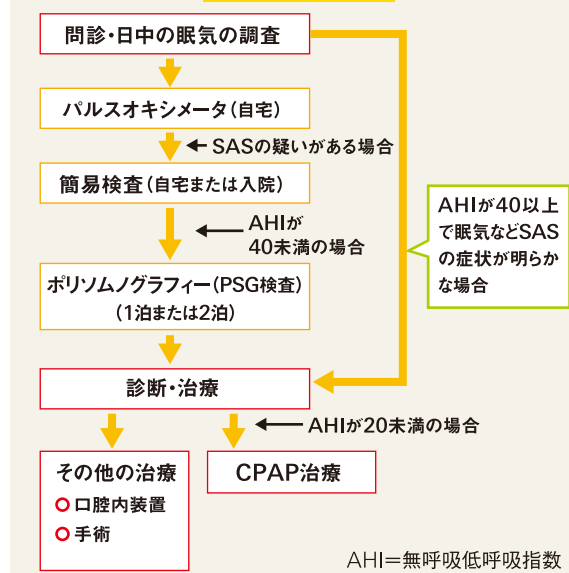 問診・日中の眠気の調査
パルスオキシメータ(自宅)
SASの疑いがある場合
簡易検査(自宅または入院)
AHIが
40未満の場合
AHIが40以上
で眠気などSAS
の症状が明らか
な場合
ポリソムノグラフィー(PSG検査)
(1泊または2泊)
診断・治療
AHIが20未満の場合
その他の治療
口腔内装置
手術
CPAP治療
AHI=無呼吸低呼吸指数